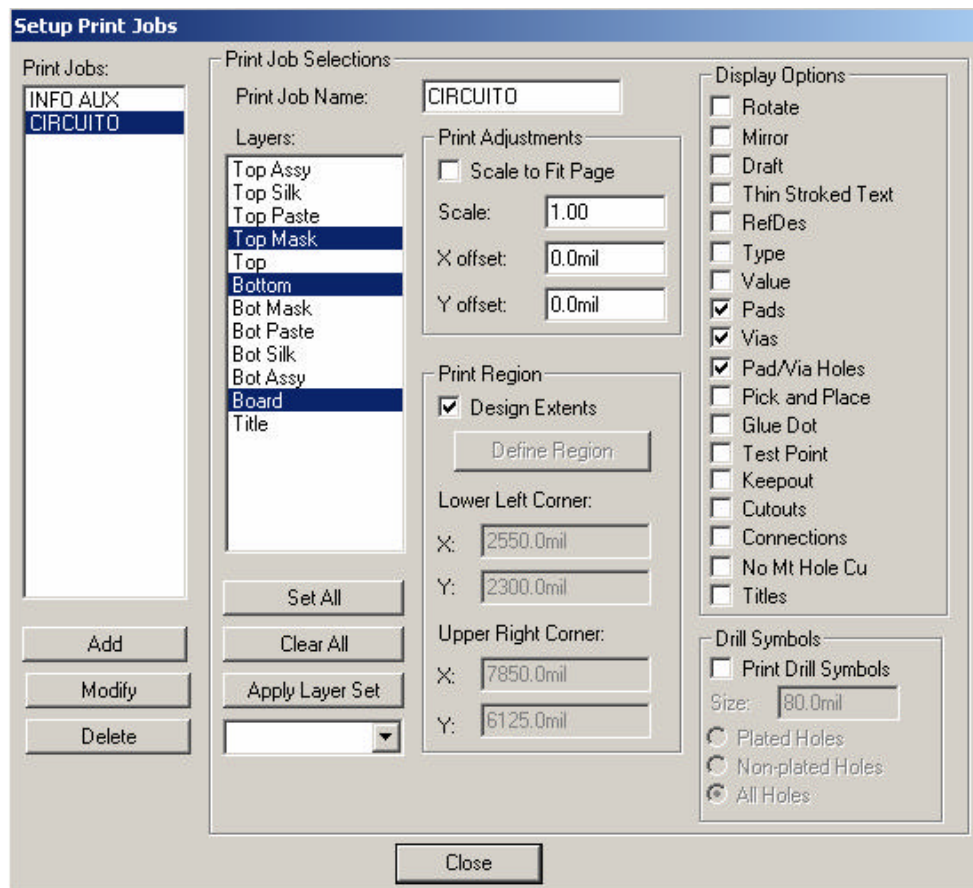 Setup Print Jobs
Print Jobs:
INFO AUX
CIRCUITO
Add
Modify
Delete
Print Job Selections
Print Job Name:
CIRCUITO
Layers:
Top Assy
Top Silk
Top Paste
Top Mask
Top
Bottom
Bot Mask
Bot Paste
Bot Silk
Bot Assy
Board
Title
Set All
Clear All
Apply Layer Set
Print Adjustments
Scale to Fit Page
Scale: 1.00
X offset: 0.0mil
Y offset: 0.0mil
Print Region
Design Extents
Define Region
Lower Left Corner:
X: 2550.0mil
Y: 2300.0mil
Upper Right Corner:
X: 7850.0mil
Y: 6125.0mil
Display Options
Rotate
Mirror
Draft
Thin Stroked Text
RefDes
Type
Value
Pads
Vias
Pad/Via Holes
Pick and Place
Glue Dot
Test Point
Keepout
Cutouts
Connections
No Mt Hole Cu
Titles
Drill Symbols
Print Drill Symbols
Size: 80.0mil
Plated Holes
Non-plated Holes
All Holes
Close